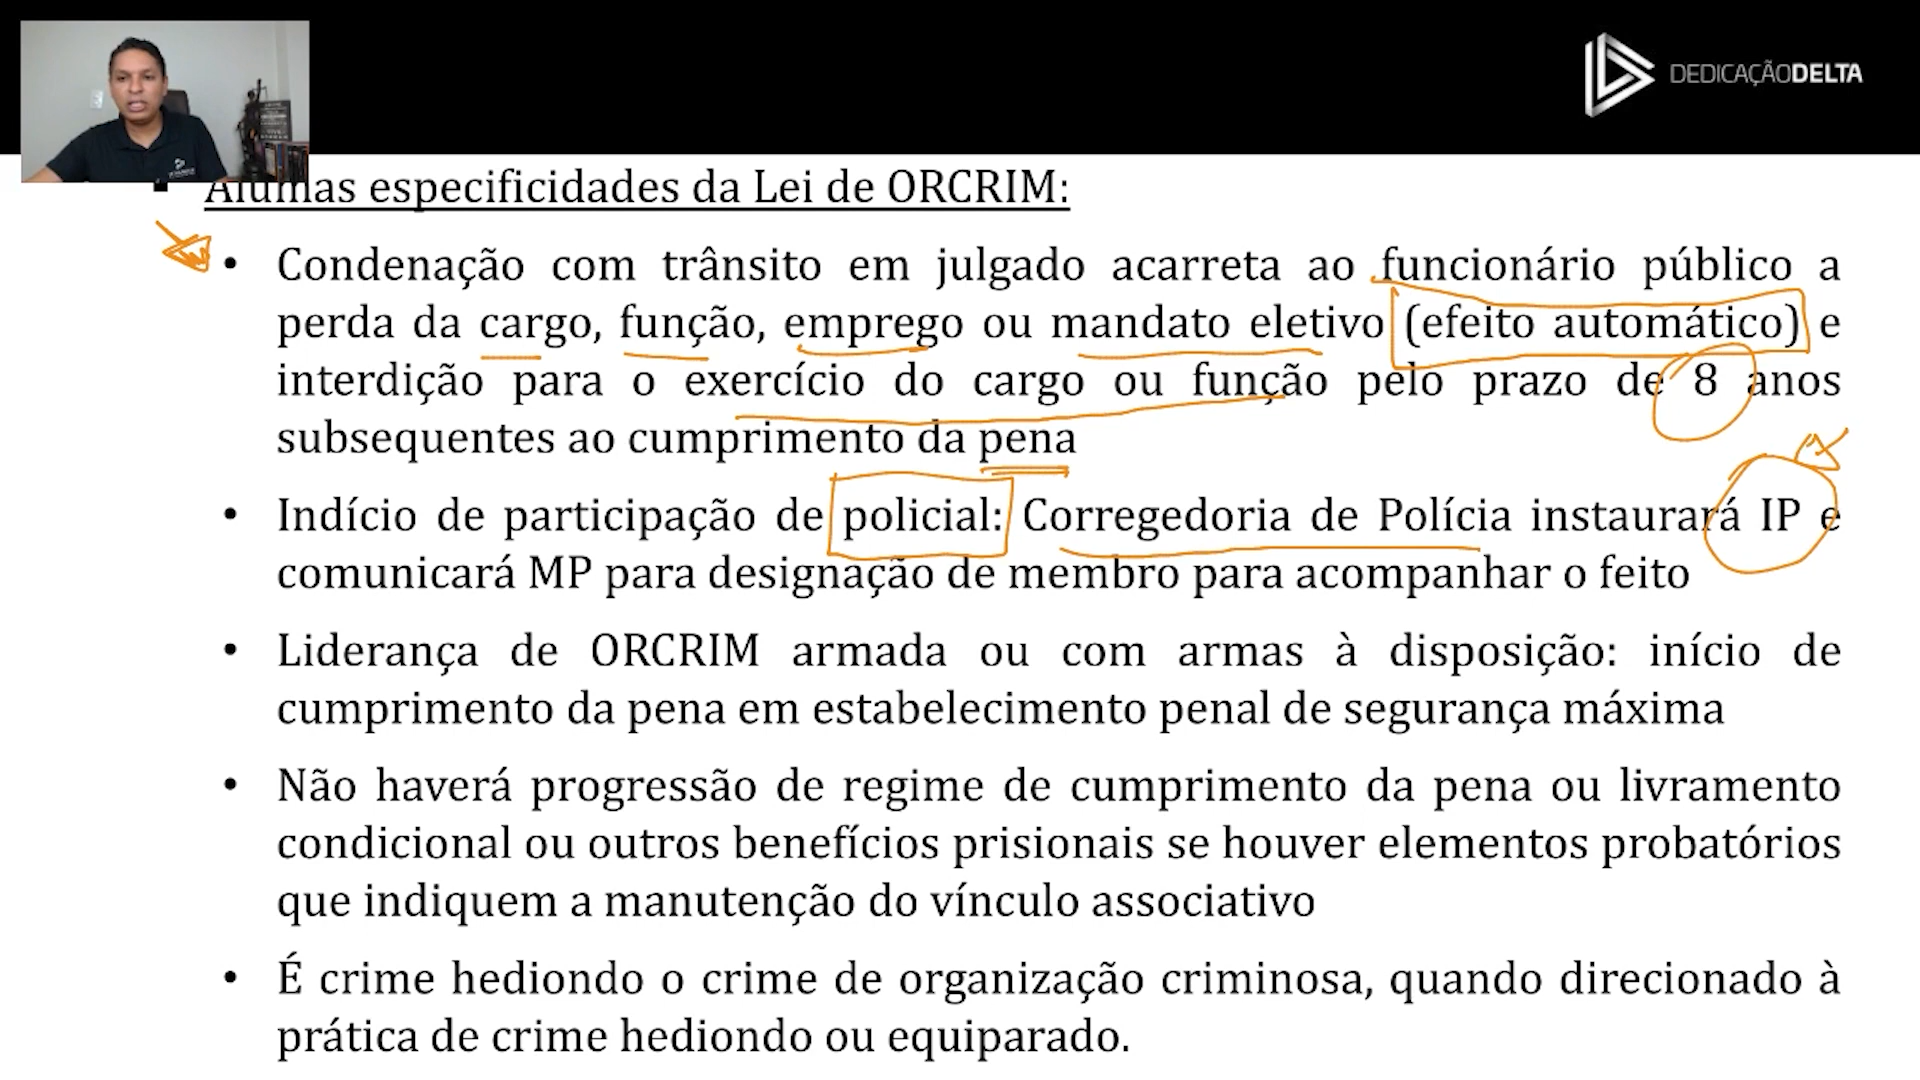 DEDICAÇÃODELTA
Alumas especificidades da Lei de ORCRIM:
• Condenação com trânsito em julgado acarreta ao funcionário público a
perda da cargo, função, emprego ou mandato eletivo (efeito automático) e
interdição para o exercício do cargo ou função pelo prazo de 8 anos
subsequentes ao cumprimento da pena
• Indício de participação de policial: Corregedoria de Polícia instaurará IP e
comunicará MP para designação de membro para acompanhar o feito
• Liderança de ORCRIM armada ou com armas à disposição: início de
cumprimento da pena em estabelecimento penal de segurança máxima
• Não haverá progressão de regime de cumprimento da pena ou livramento
condicional ou outros benefícios prisionais se houver elementos probatórios
que indiquem a manutenção do vínculo associativo
• É crime hediondo o crime de organização criminosa, quando direcionado à
prática de crime hediondo ou equiparado.